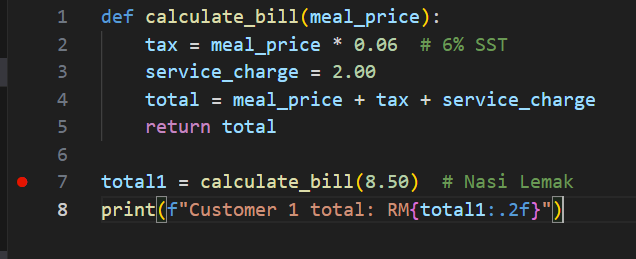 1 def calculate_bill(meal_price):
2     tax = meal_price * 0.06  # 6% SST
3     service_charge = 2.00
4     total = meal_price + tax + service_charge
5     return total
6
7 total1 = calculate_bill(8.50)  # Nasi Lemak
8 print(f"Customer 1 total: RM{total1:.2f}")